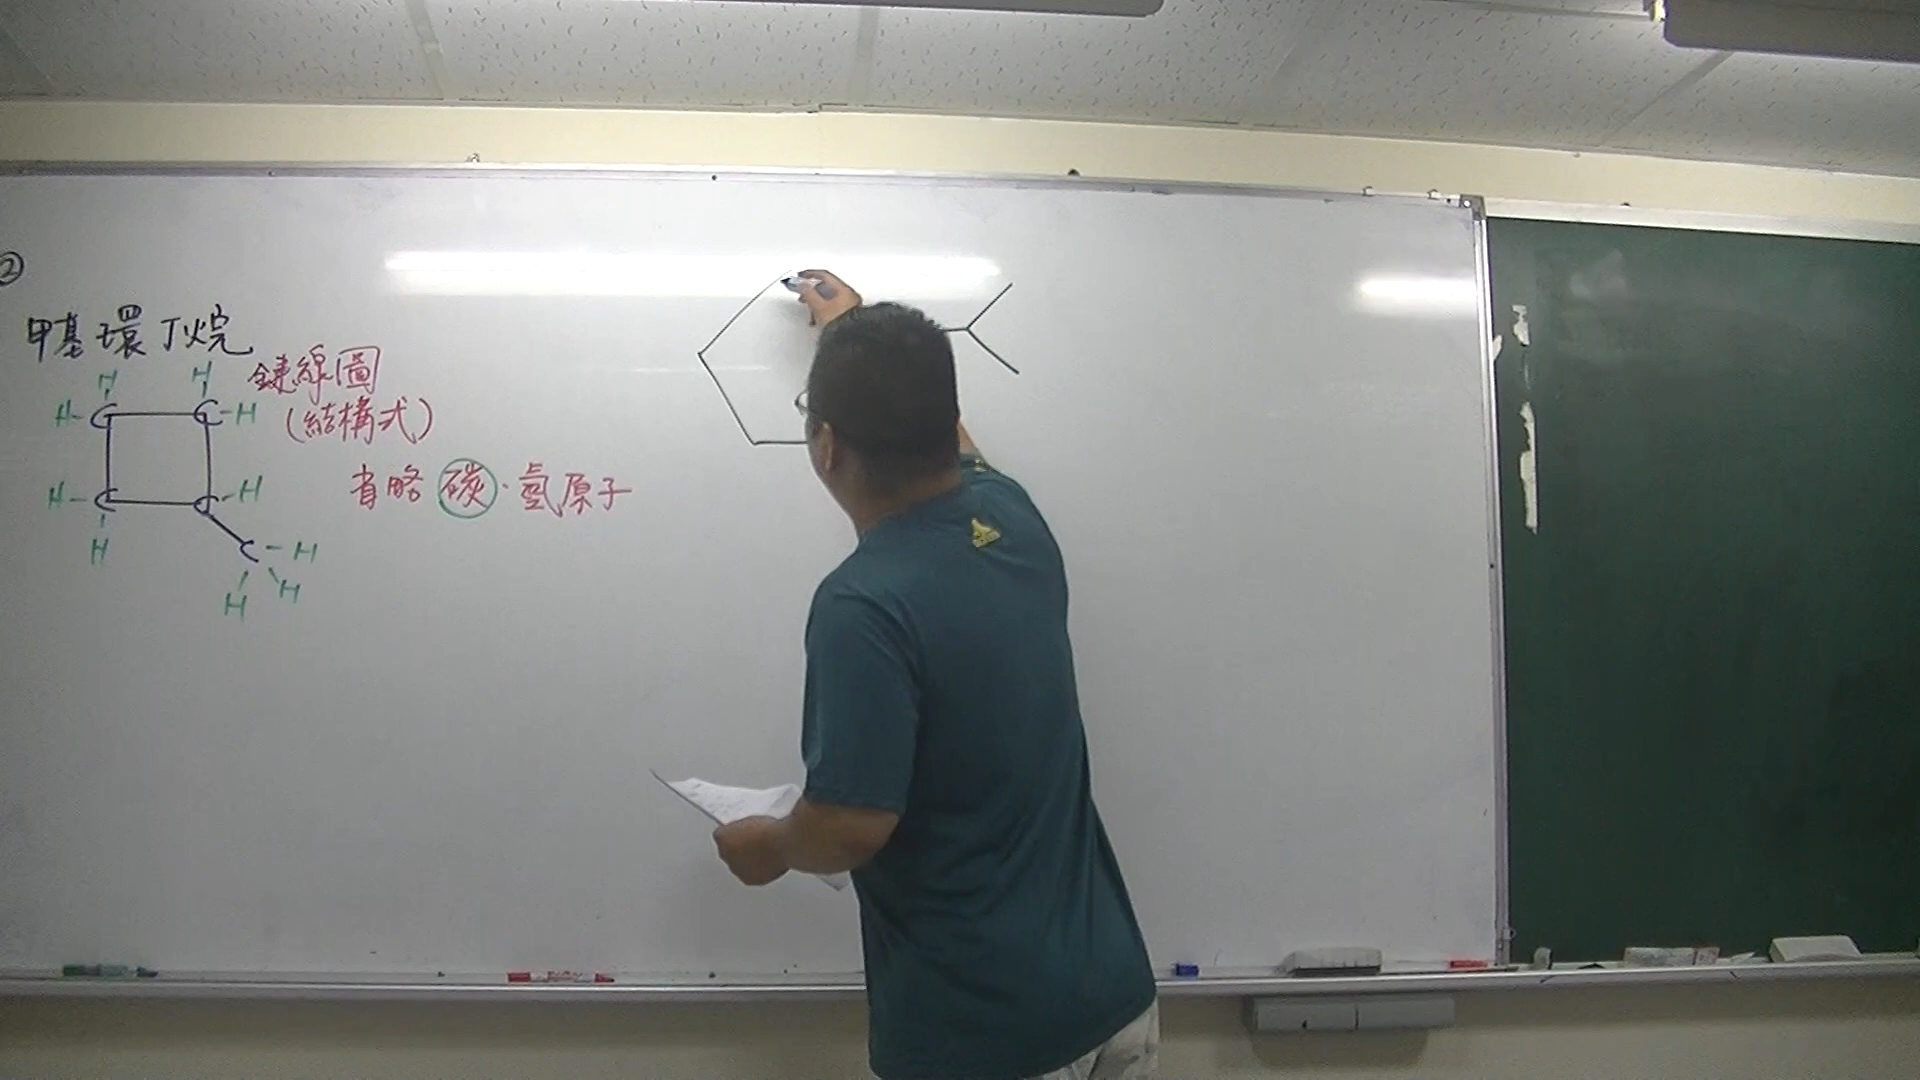 ②
甲基環丁烷
鍵線圖
(結構式)
省略碳·氫原子
H H
H-C C-H
H-C C-H
H C-H
H H